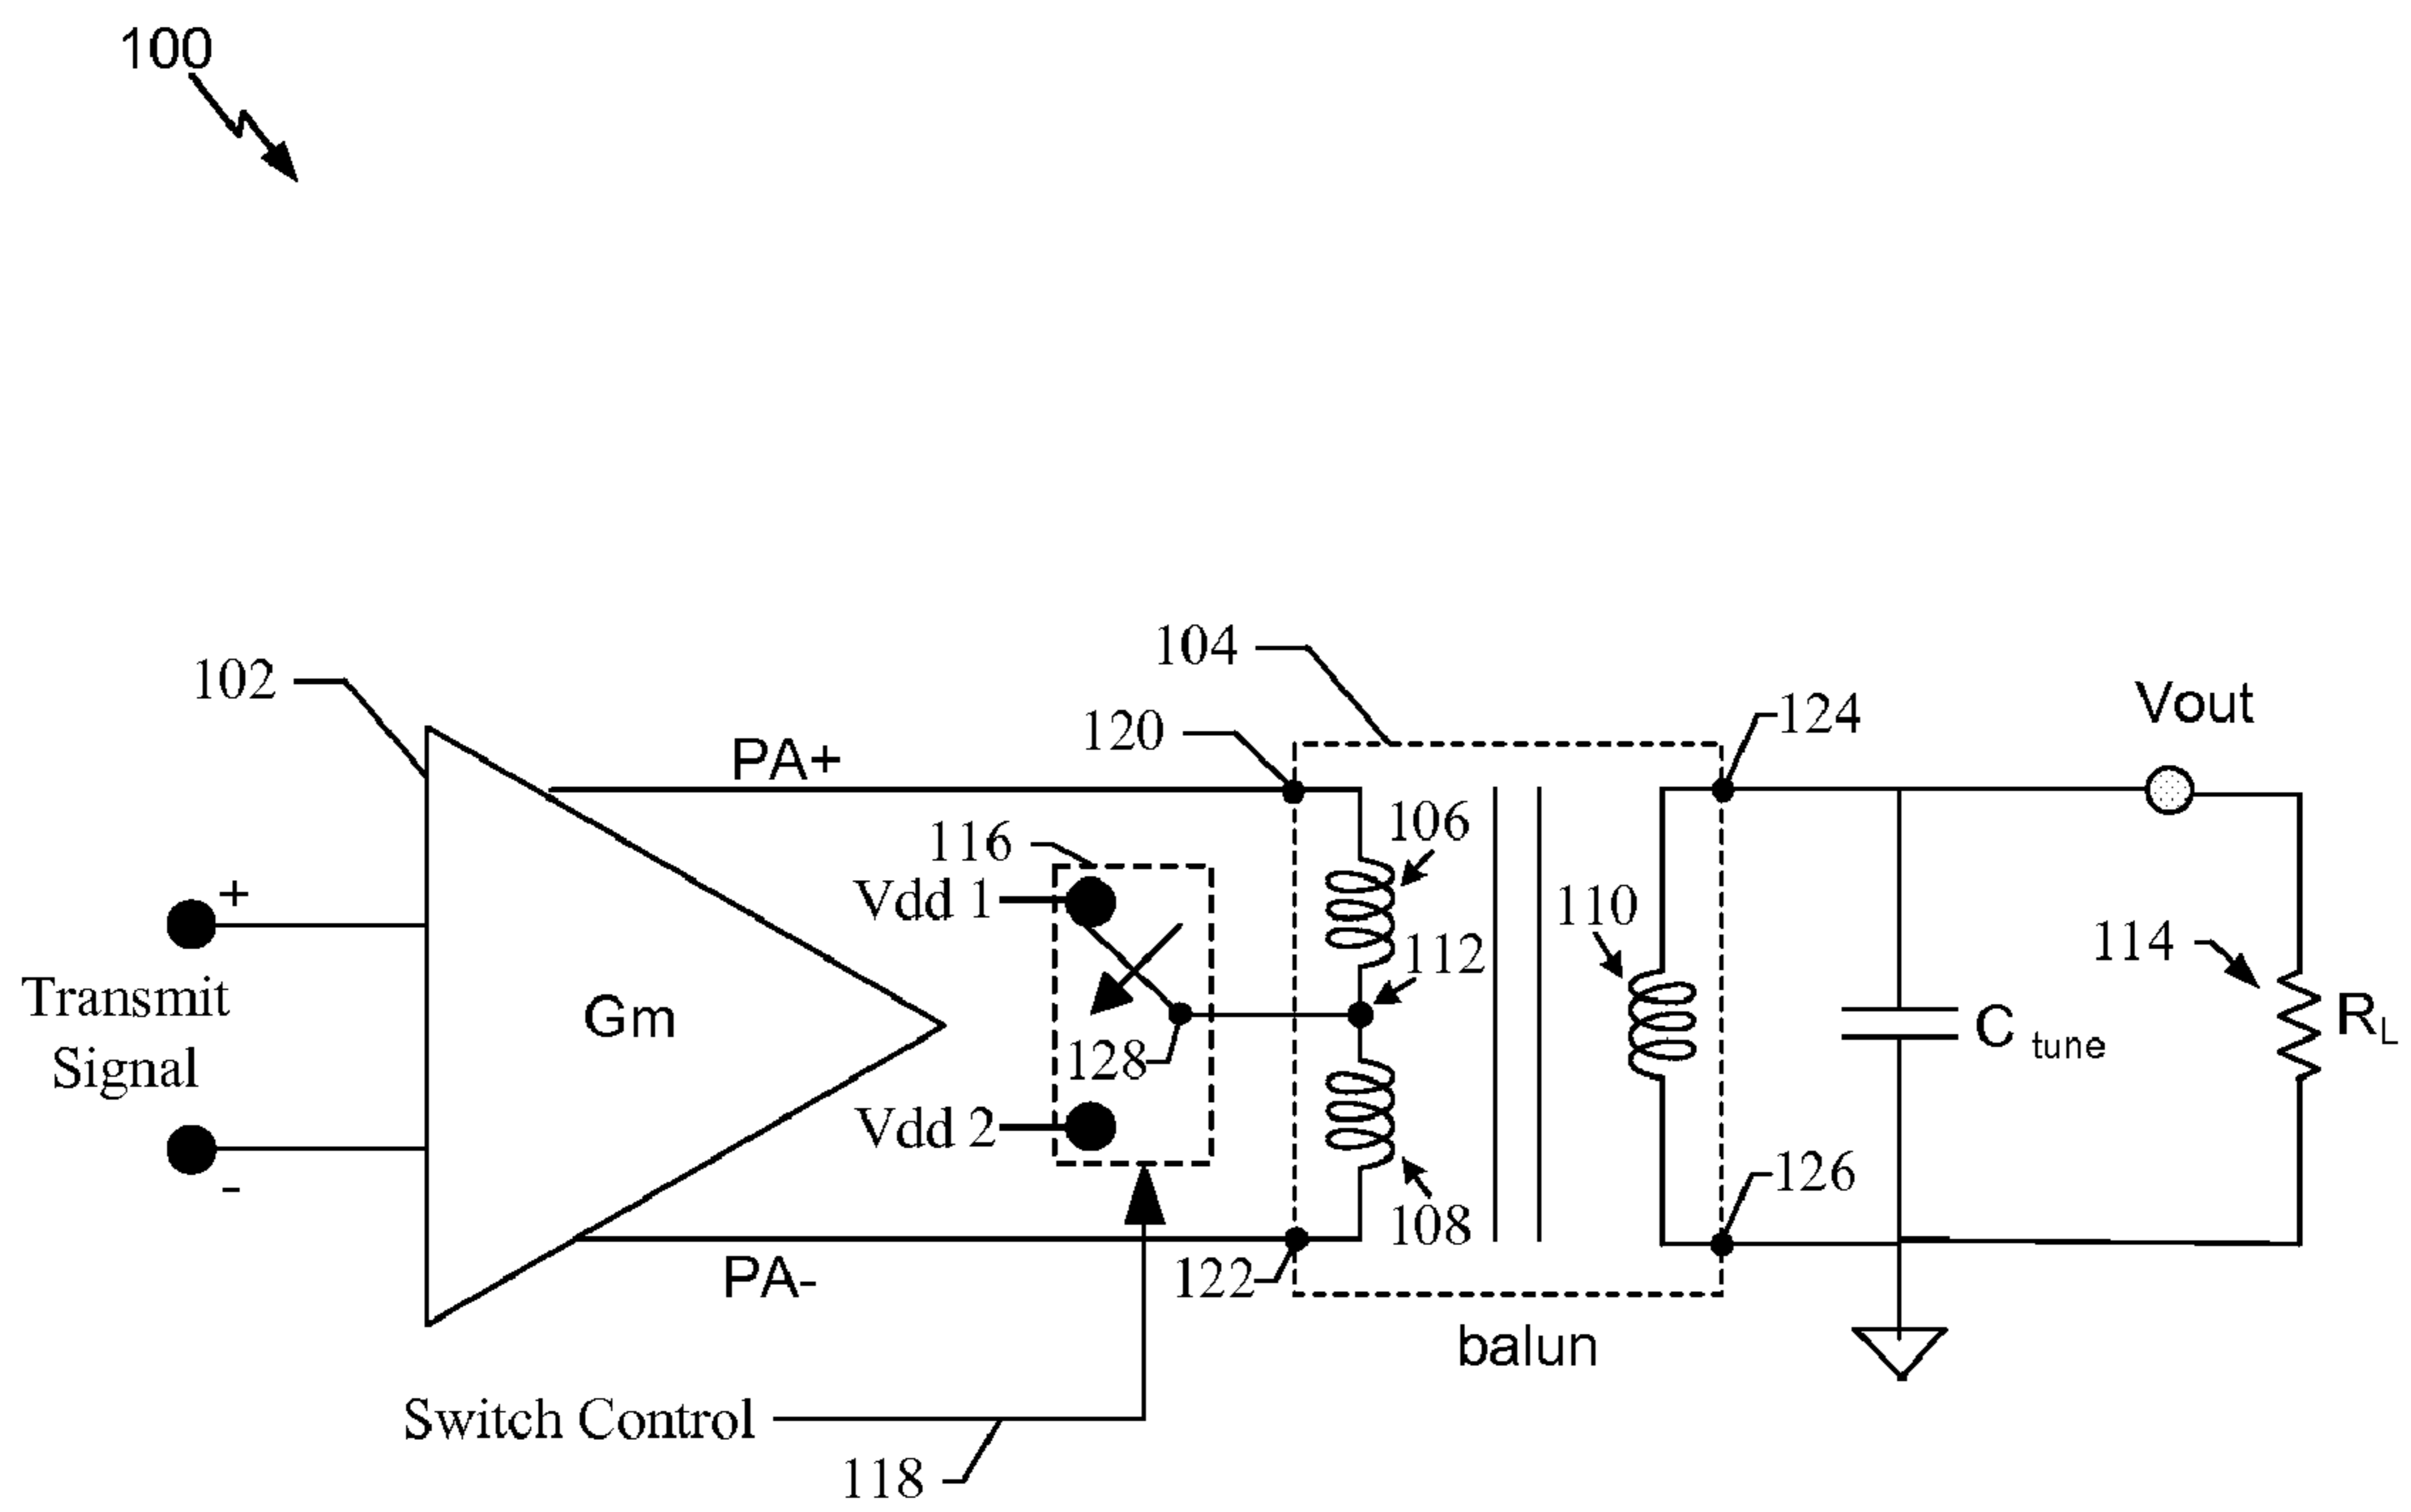 100
104
102
124
Vout
120
PA+
106
116
Vdd 1
110
+
112
114
Transmit
Signal
Gm
128
C tune
RL
Vdd 2
-
126
108
PA-
122
balun
Switch Control
118